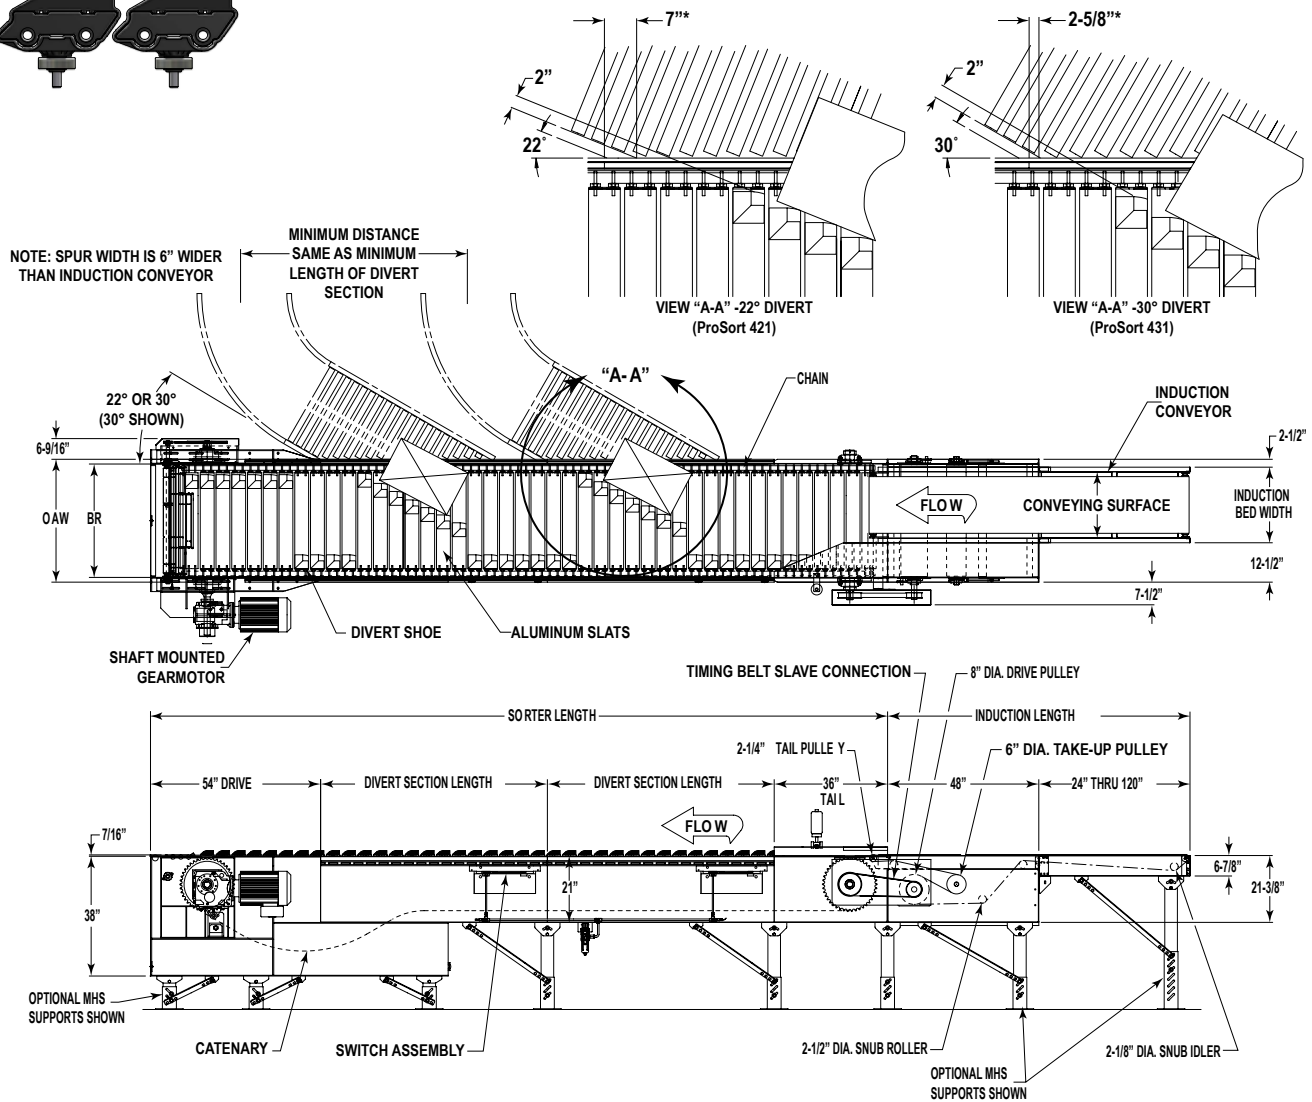 7”*
2”
22°
2-5/8”*
2”
30°
VIEW “A-A” -22° DIVERT
(ProSort 421)
VIEW “A-A” -30° DIVERT
(ProSort 431)
NOTE: SPUR WIDTH IS 6” WIDER
THAN INDUCTION CONVEYOR
MINIMUM DISTANCE
SAME AS MINIMUM
LENGTH OF DIVERT
SECTION
“A-A”
CHAIN
INDUCTION
CONVEYOR
22° OR 30°
(30° SHOWN)
6-9/16”
2-1/2”
OAW
BR
FLOW
CONVEYING SURFACE
INDUCTION
BED WIDTH
12-1/2”
7-1/2”
DIVERT SHOE
ALUMINUM SLATS
SHAFT MOUNTED
GEARMOTOR
TIMING BELT SLAVE CONNECTION
8” DIA. DRIVE PULLEY
SORTER LENGTH
INDUCTION LENGTH
2-1/4” TAIL PULLE Y
6” DIA. TAKE-UP PULLEY
54” DRIVE
DIVERT SECTION LENGTH
DIVERT SECTION LENGTH
36”
TAIL
48”
24” THRU 120”
FLOW
7/16”
38”
21”
6-7/8”
21-3/8”
OPTIONAL MHS
SUPPORTS SHOWN
CATENARY
SWITCH ASSEMBLY
2-1/2” DIA. SNUB ROLLER
2-1/8” DIA. SNUB IDLER
OPTIONAL MHS
SUPPORTS SHOWN